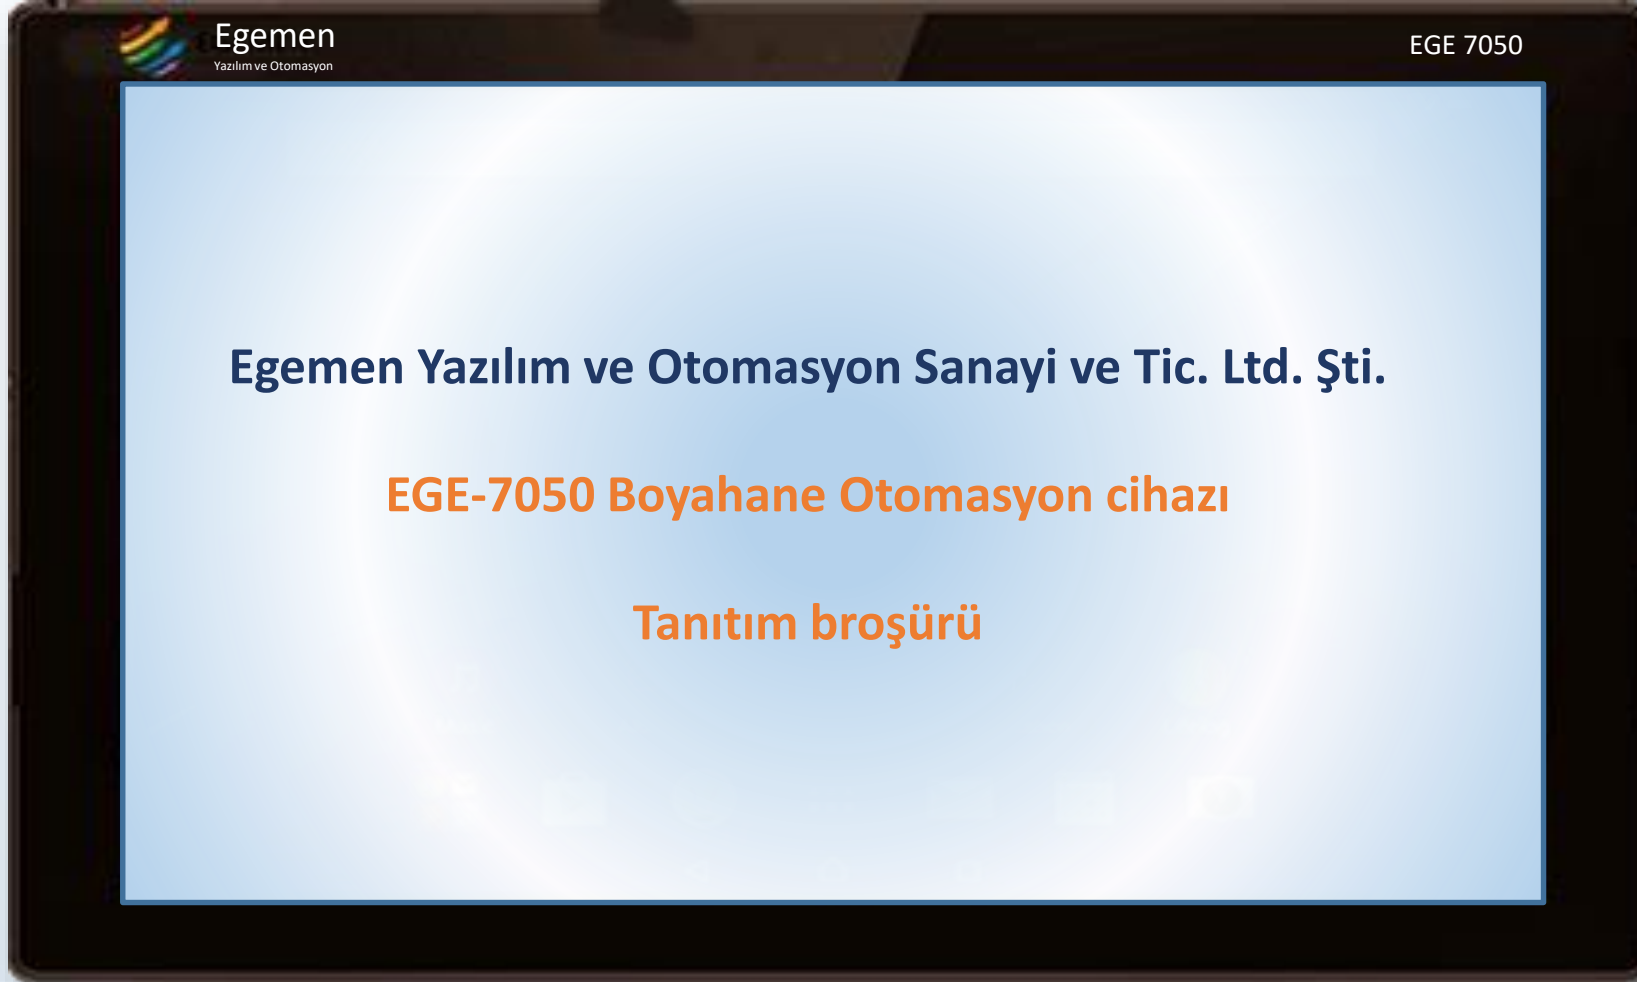 Egemen
Yazılım ve Otomasyon
EGE 7050
Egemen Yazılım ve Otomasyon Sanayi ve Tic. Ltd. Şti.
EGE-7050 Boyahane Otomasyon cihazı
Tanıtım broşürü